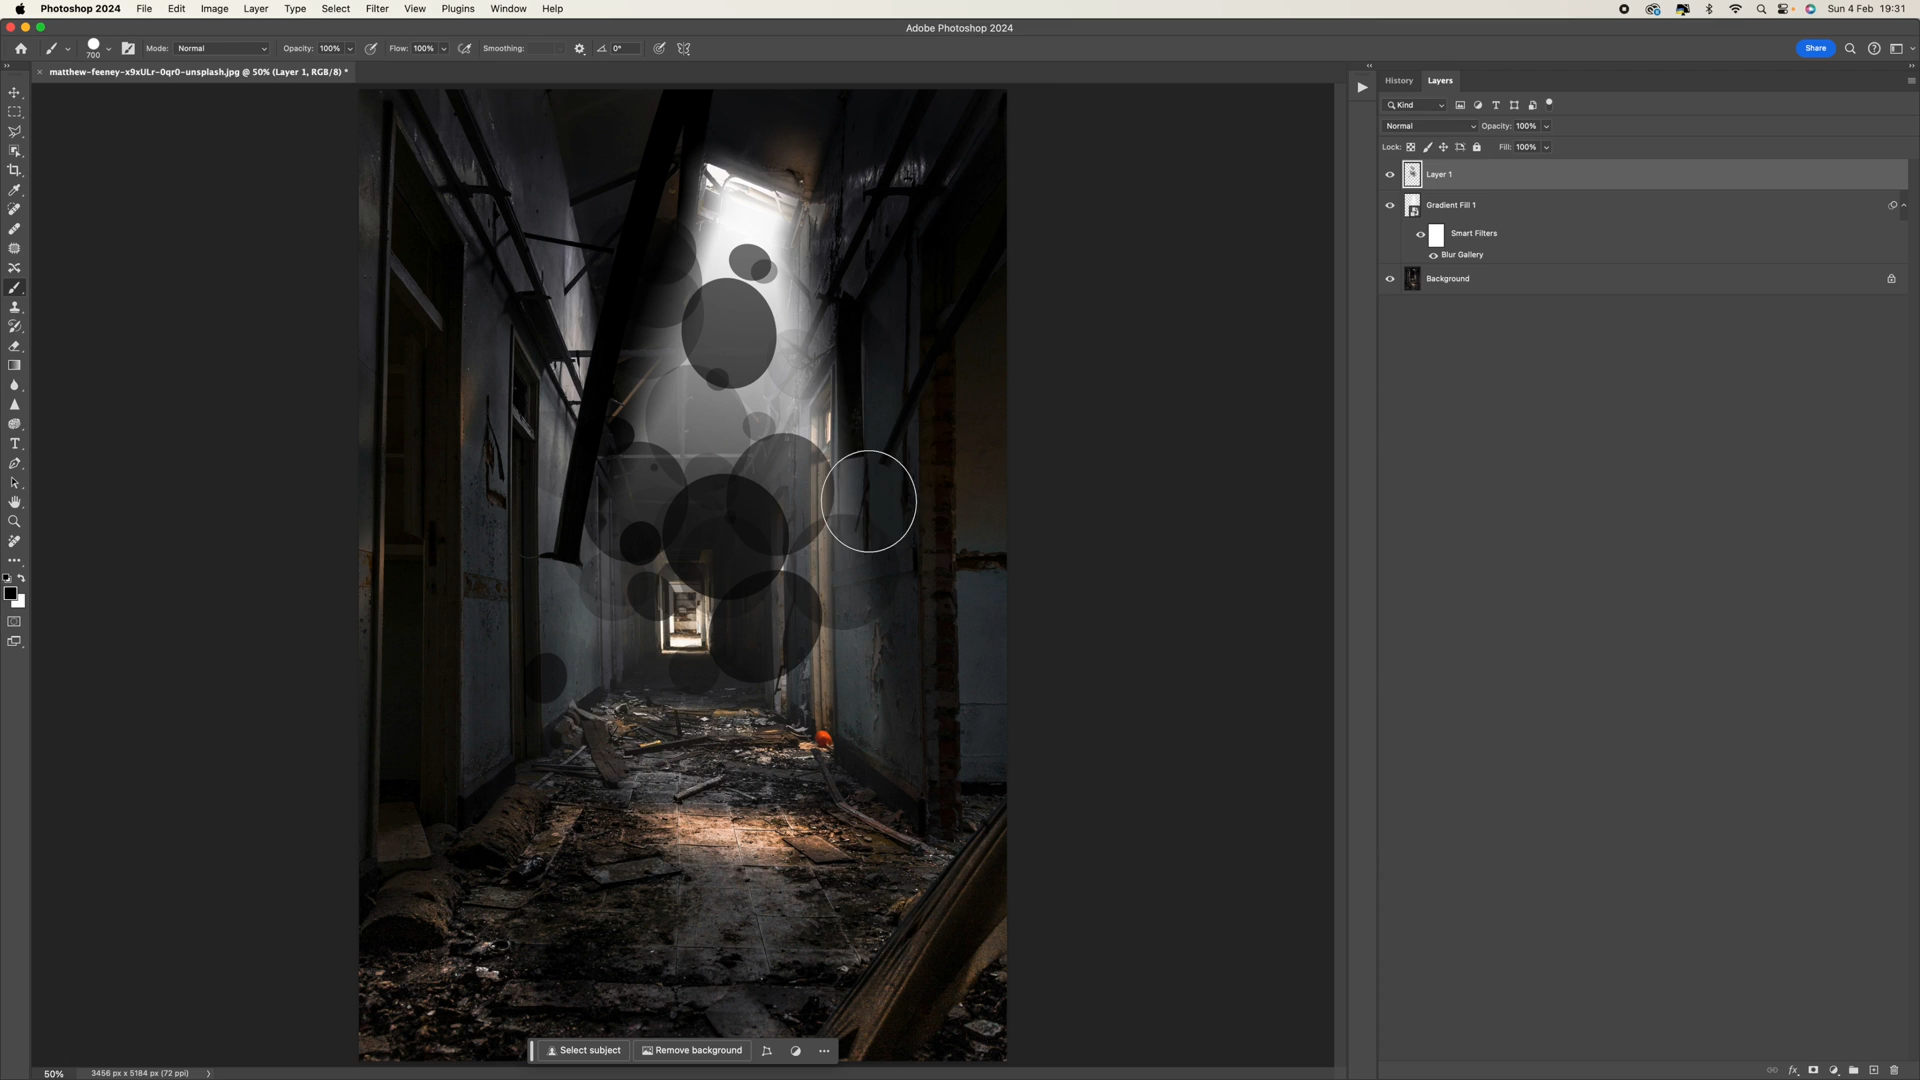 Photoshop 2024 File Edit Image Layer Type Select Filter View Plugins Window Help Sun 4 Feb 19:31
Adobe Photoshop 2024
700 Mode: Normal Opacity: 100% Flow: 100% Smoothing: 0° Share
matthew-feeney-x9xULr-0qr0-unsplash.jpg @ 50% (Layer 1, RGB/8) *
History Layers
Kind
Normal Opacity: 100%
Lock: Fill: 100%
Layer 1
Gradient Fill 1
Smart Filters
Blur Gallery
Background
Select subject Remove background
50% 3456 px x 5184 px (72 ppi)